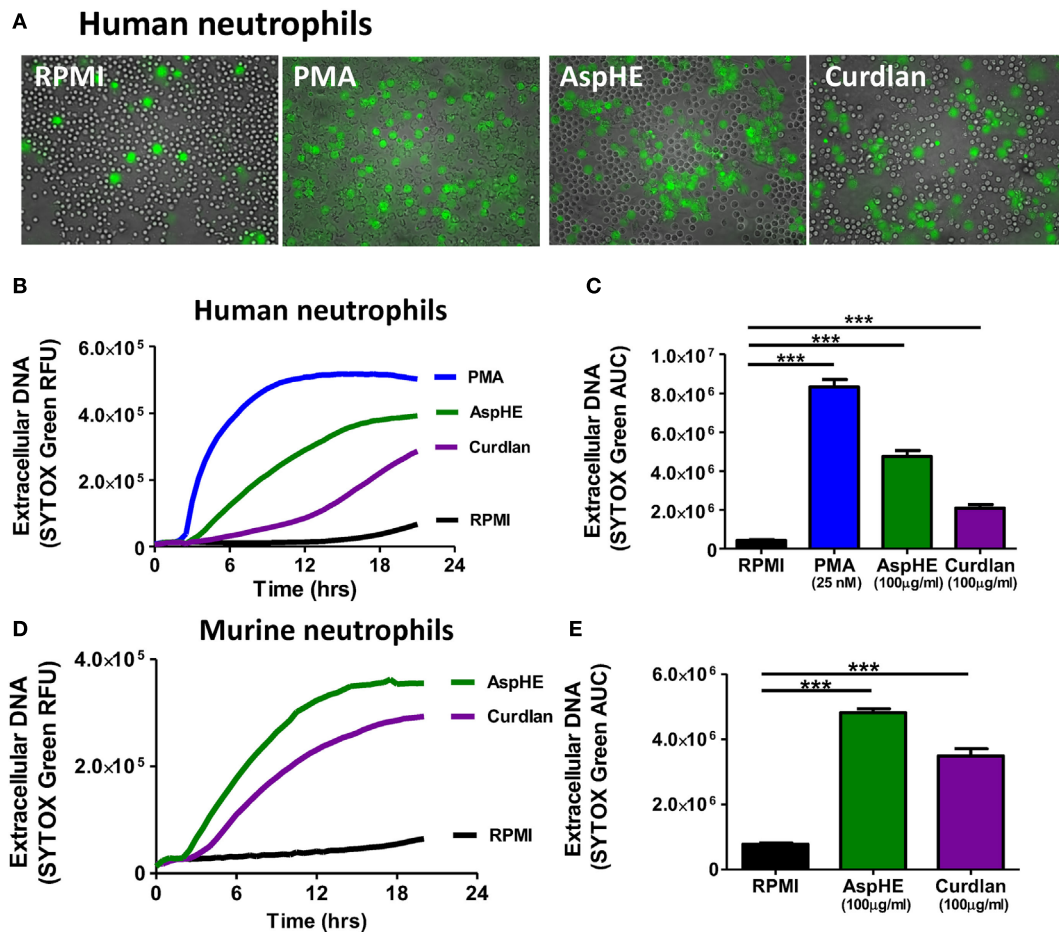 A
Human neutrophils
RPMI
PMA
AspHE
Curdlan
B
Human neutrophils
Extracellular DNA
(SYTOX Green RFU)
6.0×10⁵
4.0×10⁵
2.0×10⁵
0
6
12
18
24
Time (hrs)
PMA
AspHE
Curdlan
RPMI
C
Extracellular DNA
(SYTOX Green AUC)
1.0×10⁷
8.0×10⁶
6.0×10⁶
4.0×10⁶
2.0×10⁶
0
***
***
***
RPMI
PMA
(25 nM)
AspHE
(100µg/ml)
Curdlan
(100µg/ml)
D
Murine neutrophils
Extracellular DNA
(SYTOX Green RFU)
4.0×10⁵
2.0×10⁵
0
6
12
18
24
Time (hrs)
AspHE
Curdlan
RPMI
E
Extracellular DNA
(SYTOX Green AUC)
6.0×10⁶
4.0×10⁶
2.0×10⁶
0
***
***
RPMI
AspHE
(100µg/ml)
Curdlan
(100µg/ml)